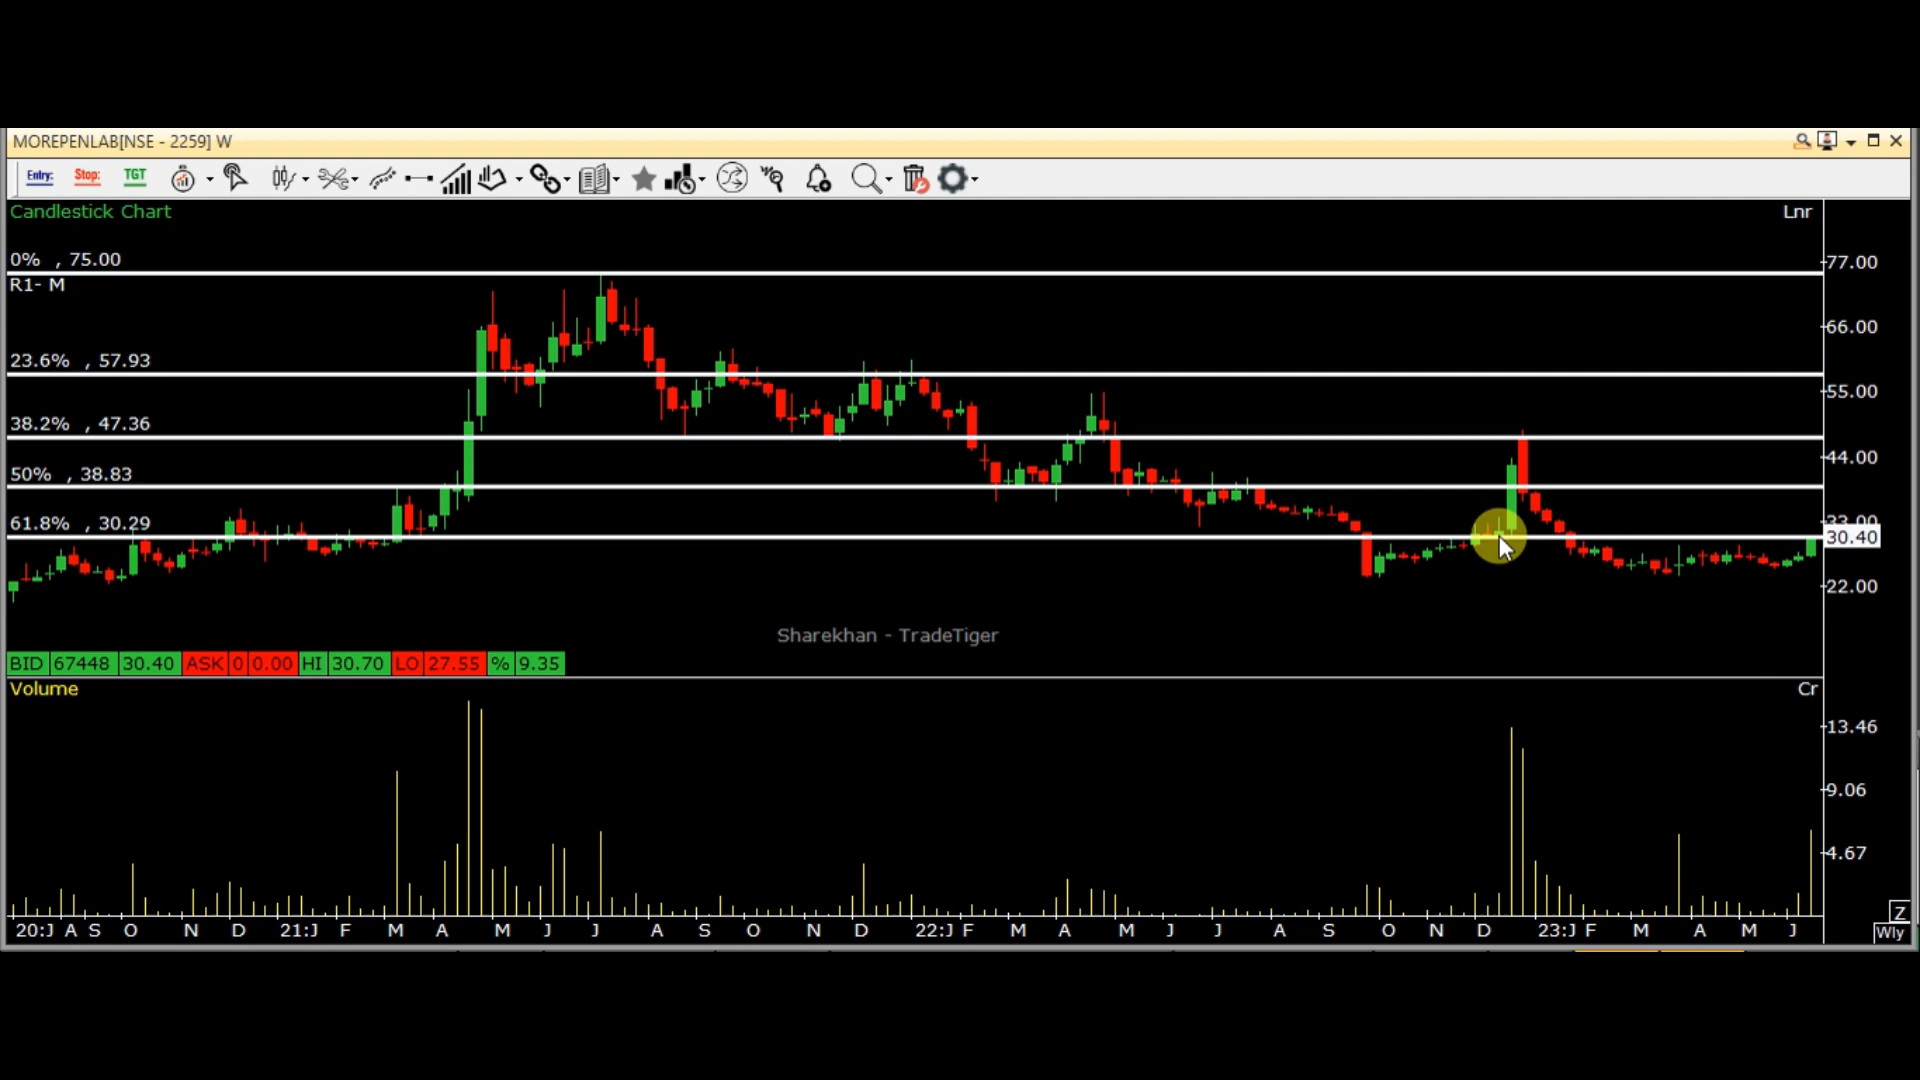 MOREPENLAB[NSE - 2259] W
Entry: Stop: TGT
Candlestick Chart
Lnr
0% , 75.00
77.00
R1- M
66.00
23.6% , 57.93
55.00
38.2% , 47.36
44.00
50% , 38.83
61.8% , 30.29
33.00
30.40
22.00
Sharekhan - TradeTiger
BID 67448 30.40 ASK 0 0.00 HI 30.70 LO 27.55 % 9.35
Volume
Cr
13.46
9.06
4.67
Z
20:J A S O N D 21:J F M A M J J A S O N D 22:J F M A M J J A S O N D 23:J F M A M J
Wly